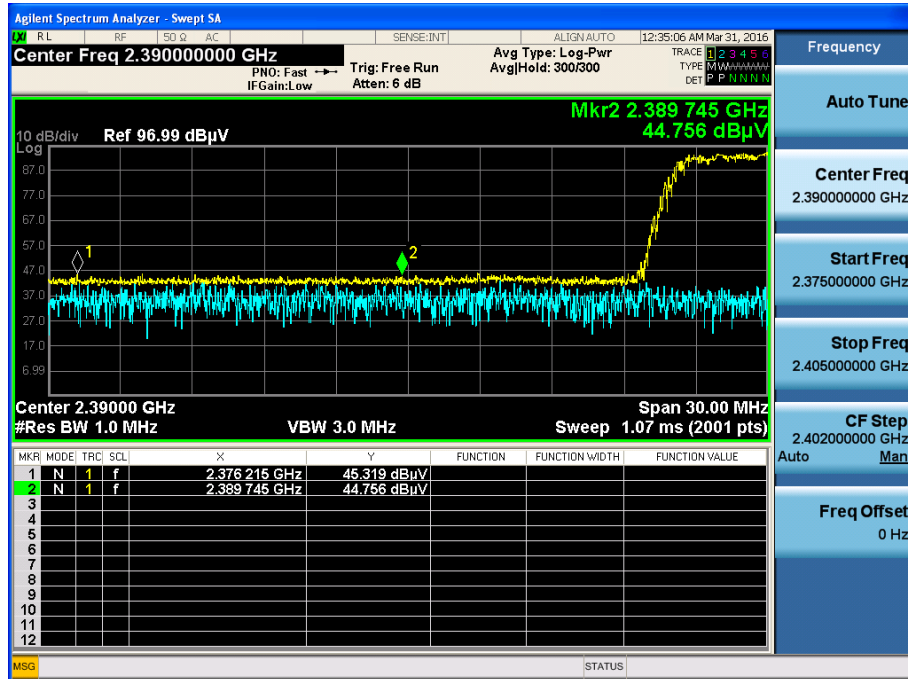 Agilent Spectrum Analyzer - Swept SA
LXI RL RF 50 Ω AC SENSE:INT ALIGN AUTO 12:35:06 AM Mar 31, 2016
Center Freq 2.390000000 GHz
PNO: Fast
IFGain:Low
Trig: Free Run
Atten: 6 dB
Avg Type: Log-Pwr
Avg|Hold: 300/300
TRACE 1 2 3 4 5 6
TYPE MWWWWW
DET P P N N N N
Mkr2 2.389 745 GHz
44.756 dBµV
10 dB/div Ref 96.99 dBµV
Log
87.0
77.0
67.0
57.0
47.0
37.0
27.0
17.0
6.99
1
2
Center 2.39000 GHz Span 30.00 MHz
#Res BW 1.0 MHz VBW 3.0 MHz Sweep 1.07 ms (2001 pts)
MKR MODE TRC SCL X Y FUNCTION FUNCTION WIDTH FUNCTION VALUE
1 N 1 f 2.376 215 GHz 45.319 dBµV
2 N 1 f 2.389 745 GHz 44.756 dBµV
3
4
5
6
7
8
9
10
11
12
MSG STATUS
Frequency
Auto Tune
Center Freq
2.390000000 GHz
Start Freq
2.375000000 GHz
Stop Freq
2.405000000 GHz
CF Step
2.402000000 GHz
Auto Man
Freq Offset
0 Hz